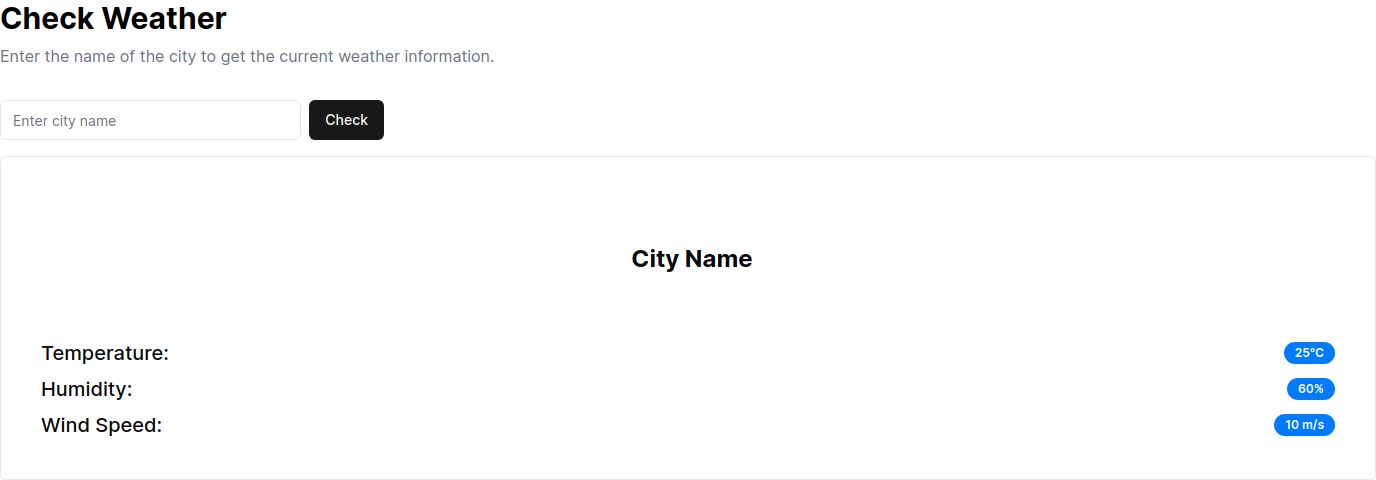 Check Weather
Enter the name of the city to get the current weather information.
Enter city name Check
City Name
Temperature: 25°C
Humidity: 60%
Wind Speed: 10 m/s